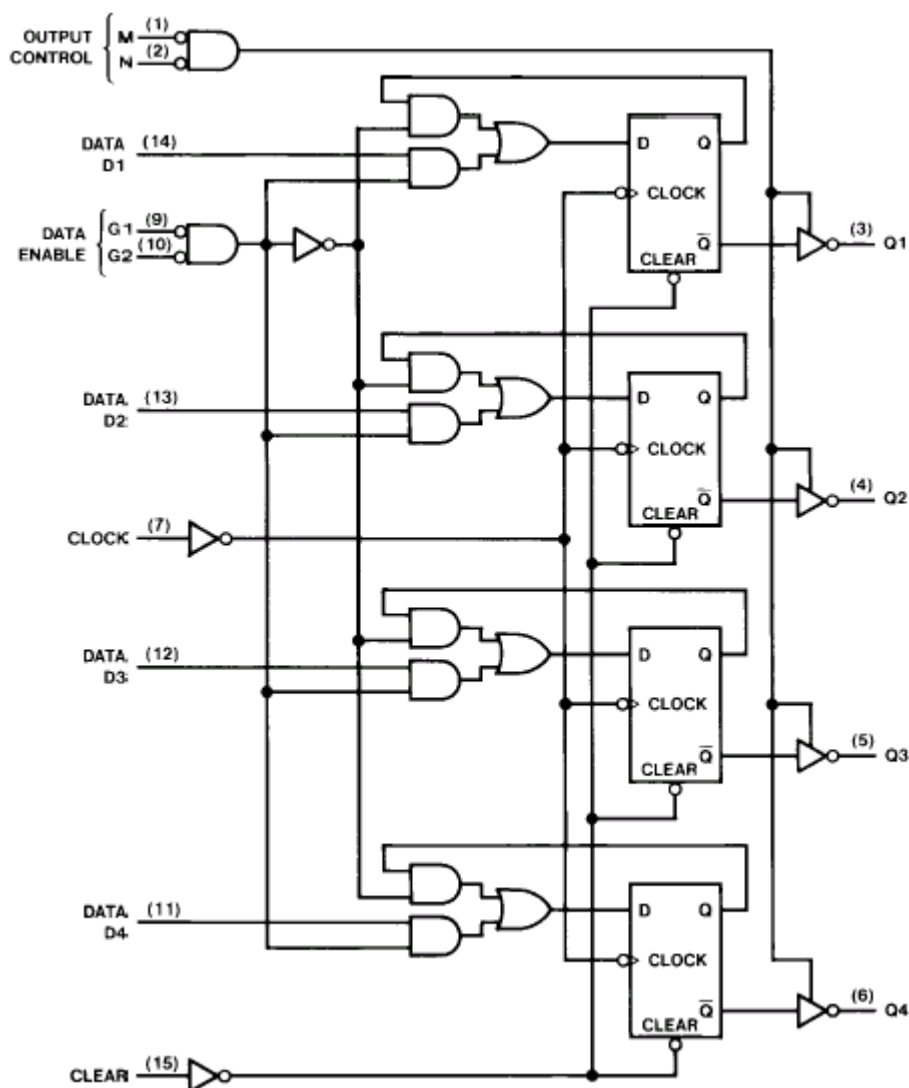 OUTPUT CONTROL
M (1)
N (2)
DATA D1 (14)
D Q
CLOCK
Q̅
CLEAR
(3) Q1
DATA ENABLE
G1 (9)
G2 (10)
DATA D2 (13)
D Q
CLOCK
Q̅
CLEAR
(4) Q2
CLOCK (7)
DATA D3 (12)
D Q
CLOCK
Q̅
CLEAR
(5) Q3
DATA D4 (11)
D Q
CLOCK
Q̅
CLEAR
(6) Q4
CLEAR (15)